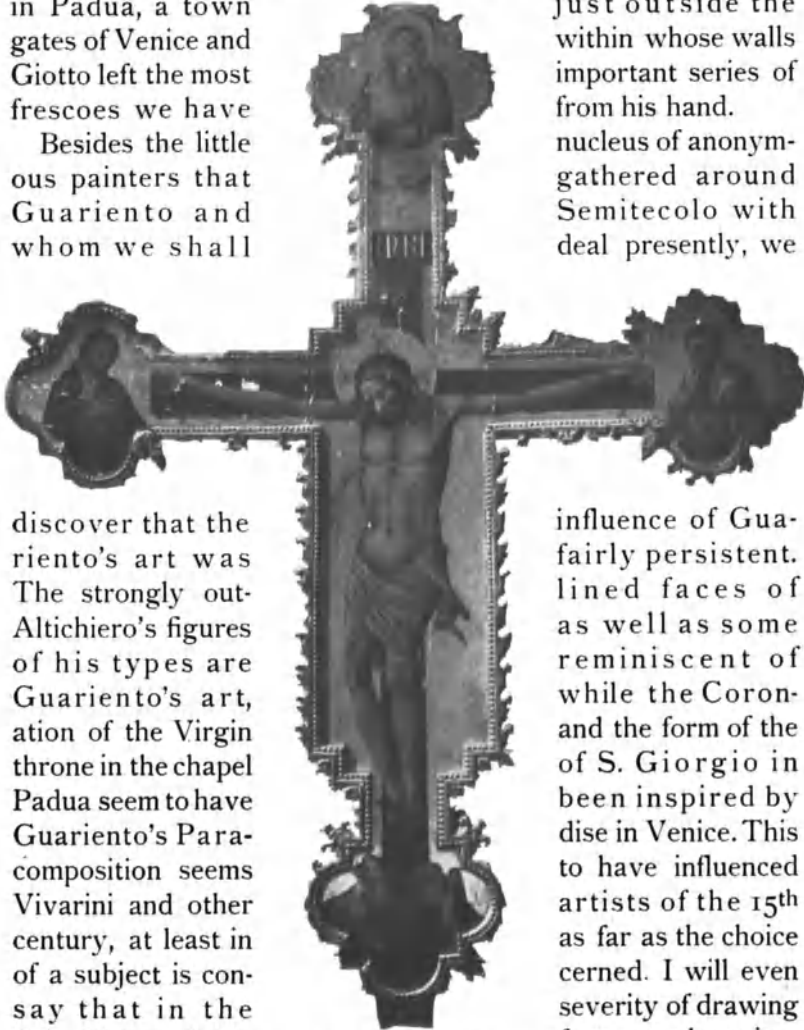 in Padua, a town just outside the
gates of Venice and within whose walls
Giotto left the most important series of
frescoes we have from his hand.
Besides the little nucleus of anonym-
ous painters that gathered around
Guariento and Semitecolo with
whom we shall deal presently, we
discover that the influence of Gua-
riento's art was fairly persistent.
The strongly out- lined faces of
Altichiero's figures as well as some
of his types are reminiscent of
Guariento's art, while the Coron-
ation of the Virgin and the form of the
throne in the chapel of S. Giorgio in
Padua seem to have been inspired by
Guariento's Para- dise in Venice. This
composition seems to have influenced
Vivarini and other artists of the 15th
century, at least in as far as the choice
of a subject is con- cerned. I will even
say that in the severity of drawing